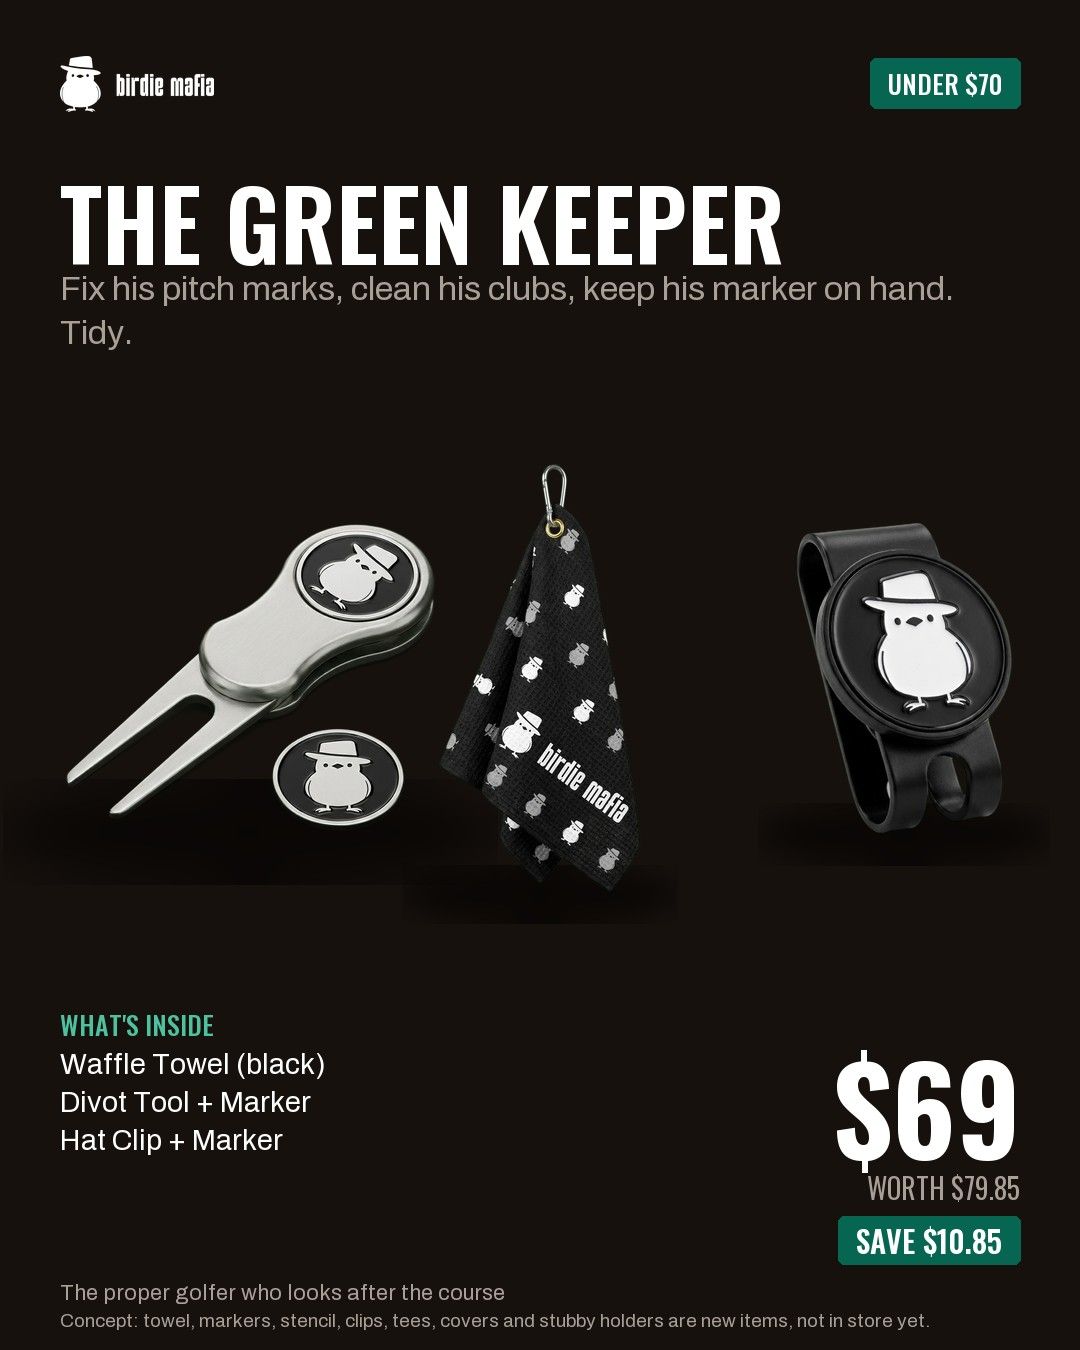 birdie mafia
UNDER $70
THE GREEN KEEPER
Fix his pitch marks, clean his clubs, keep his marker on hand.
Tidy.
birdie mafia
WHAT'S INSIDE
Waffle Towel (black)
Divot Tool + Marker
Hat Clip + Marker
$69
WORTH $79.85
SAVE $10.85
The proper golfer who looks after the course
Concept: towel, markers, stencil, clips, tees, covers and stubby holders are new items, not in store yet.